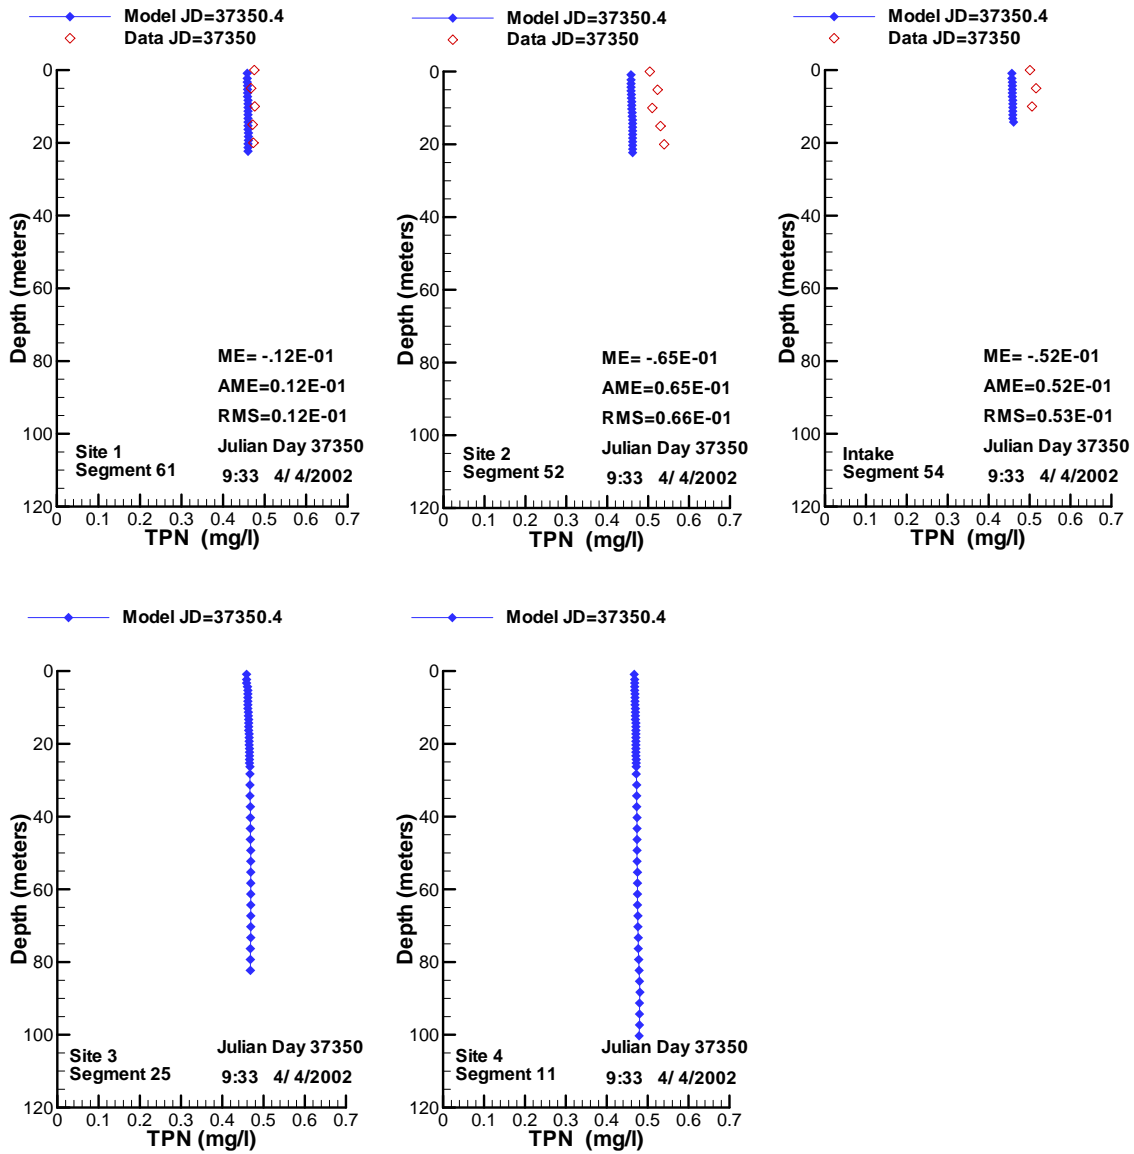 Model JD=37350.4
Data JD=37350
0
20
40
60
80
100
120
Depth (meters)
ME= -.12E-01
AME=0.12E-01
RMS=0.12E-01
Julian Day 37350
9:33 4/ 4/2002
Site 1
Segment 61
0 0.1 0.2 0.3 0.4 0.5 0.6 0.7
TPN (mg/l)
Model JD=37350.4
Data JD=37350
0
20
40
60
80
100
120
Depth (meters)
ME= -.65E-01
AME=0.65E-01
RMS=0.66E-01
Julian Day 37350
9:33 4/ 4/2002
Site 2
Segment 52
0 0.1 0.2 0.3 0.4 0.5 0.6 0.7
TPN (mg/l)
Model JD=37350.4
Data JD=37350
0
20
40
60
80
100
120
Depth (meters)
ME= -.52E-01
AME=0.52E-01
RMS=0.53E-01
Julian Day 37350
9:33 4/ 4/2002
Intake
Segment 54
0 0.1 0.2 0.3 0.4 0.5 0.6 0.7
TPN (mg/l)
Model JD=37350.4
0
20
40
60
80
100
120
Depth (meters)
Julian Day 37350
9:33 4/ 4/2002
Site 3
Segment 25
0 0.1 0.2 0.3 0.4 0.5 0.6 0.7
TPN (mg/l)
Model JD=37350.4
0
20
40
60
80
100
120
Depth (meters)
Julian Day 37350
9:33 4/ 4/2002
Site 4
Segment 11
0 0.1 0.2 0.3 0.4 0.5 0.6 0.7
TPN (mg/l)